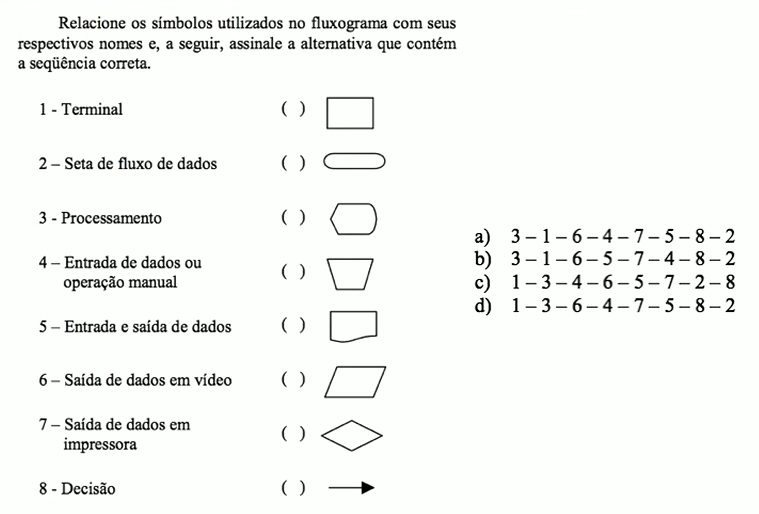 Relacione os símbolos utilizados no fluxograma com seus
respectivos nomes e, a seguir, assinale a alternativa que contém
a seqüência correta.
1 - Terminal ( )
2 – Seta de fluxo de dados ( )
3 - Processamento ( )
4 – Entrada de dados ou
operação manual ( )
5 – Entrada e saída de dados ( )
6 – Saída de dados em vídeo ( )
7 – Saída de dados em
impressora ( )
8 - Decisão ( )
a) 3 – 1 – 6 – 4 – 7 – 5 – 8 – 2
b) 3 – 1 – 6 – 5 – 7 – 4 – 8 – 2
c) 1 – 3 – 4 – 6 – 5 – 7 – 2 – 8
d) 1 – 3 – 6 – 4 – 7 – 5 – 8 – 2